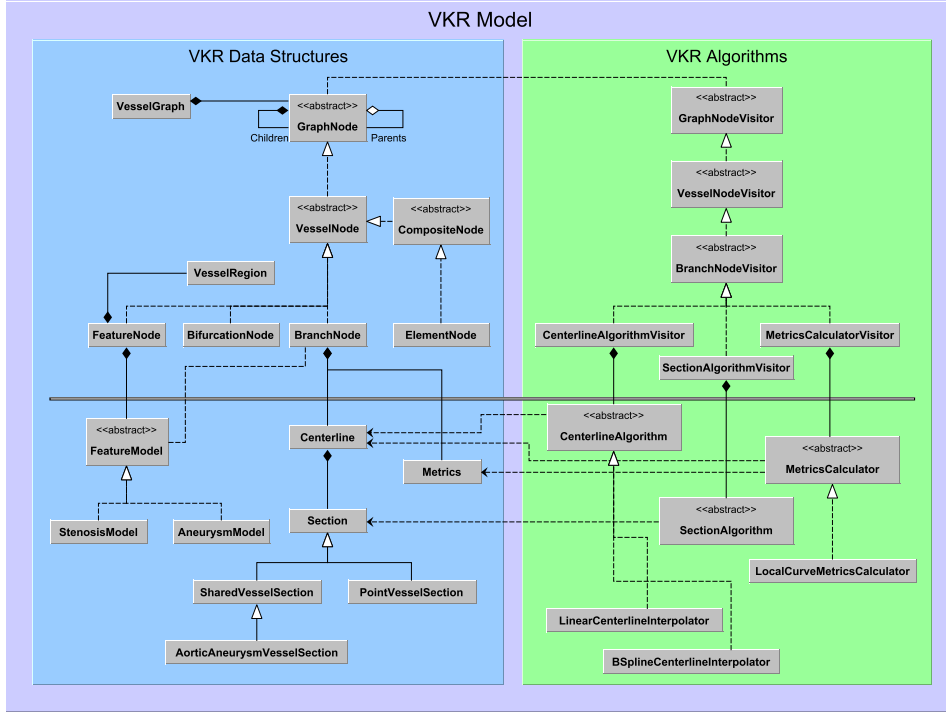 VKR Model
VKR Data Structures
VesselGraph
<<abstract>>
GraphNode
Children
Parents
<<abstract>>
VesselNode
<<abstract>>
CompositeNode
VesselRegion
FeatureNode
BifurcationNode
BranchNode
ElementNode
<<abstract>>
FeatureModel
Centerline
Metrics
StenosisModel
AneurysmModel
Section
SharedVesselSection
PointVesselSection
AorticAneurysmVesselSection
VKR Algorithms
<<abstract>>
GraphNodeVisitor
<<abstract>>
VesselNodeVisitor
<<abstract>>
BranchNodeVisitor
CenterlineAlgorithmVisitor
MetricsCalculatorVisitor
SectionAlgorithmVisitor
<<abstract>>
CenterlineAlgorithm
<<abstract>>
MetricsCalculator
<<abstract>>
SectionAlgorithm
LocalCurveMetricsCalculator
LinearCenterlineInterpolator
BSplineCenterlineInterpolator